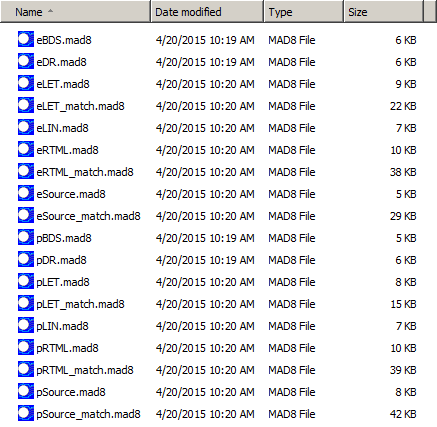 Name Date modified Type Size
eBDS.mad8 4/20/2015 10:19 AM MAD8 File 6 KB
eDR.mad8 4/20/2015 10:19 AM MAD8 File 6 KB
eLET.mad8 4/20/2015 10:20 AM MAD8 File 9 KB
eLET_match.mad8 4/20/2015 10:20 AM MAD8 File 22 KB
eLIN.mad8 4/20/2015 10:20 AM MAD8 File 7 KB
eRTML.mad8 4/20/2015 10:20 AM MAD8 File 10 KB
eRTML_match.mad8 4/20/2015 10:20 AM MAD8 File 38 KB
eSource.mad8 4/20/2015 10:20 AM MAD8 File 5 KB
eSource_match.mad8 4/20/2015 10:20 AM MAD8 File 29 KB
pBDS.mad8 4/20/2015 10:19 AM MAD8 File 5 KB
pDR.mad8 4/20/2015 10:19 AM MAD8 File 6 KB
pLET.mad8 4/20/2015 10:20 AM MAD8 File 8 KB
pLET_match.mad8 4/20/2015 10:20 AM MAD8 File 15 KB
pLIN.mad8 4/20/2015 10:20 AM MAD8 File 7 KB
pRTML.mad8 4/20/2015 10:20 AM MAD8 File 10 KB
pRTML_match.mad8 4/20/2015 10:20 AM MAD8 File 39 KB
pSource.mad8 4/20/2015 10:20 AM MAD8 File 8 KB
pSource_match.mad8 4/20/2015 10:20 AM MAD8 File 42 KB